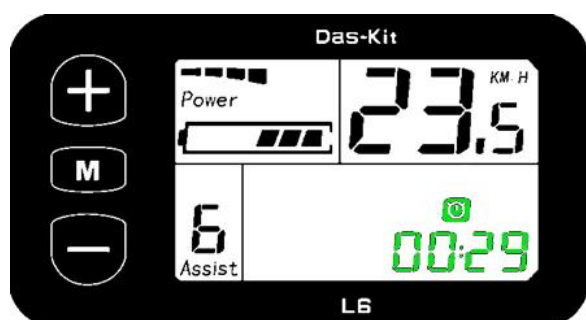 Das-Kit
+
M
-
Power
23.5 KM·H
6
Assist
00:29
L6